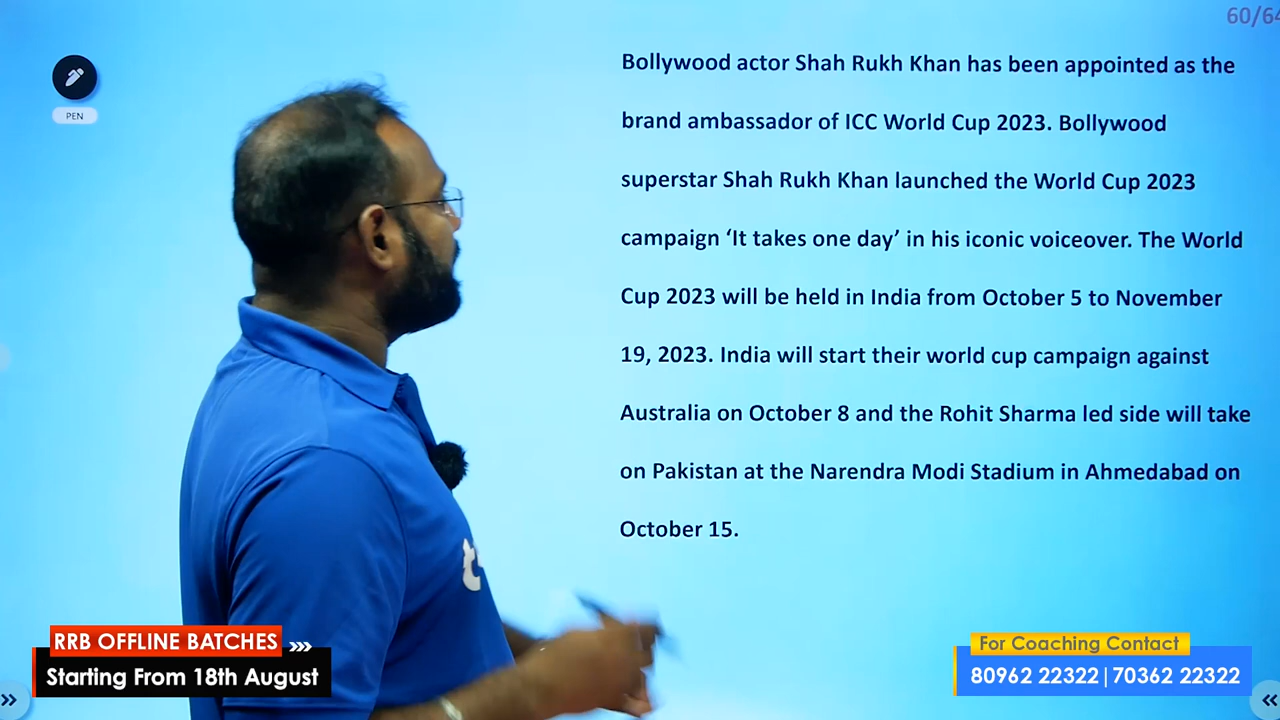 60/64
PEN
Bollywood actor Shah Rukh Khan has been appointed as the
brand ambassador of ICC World Cup 2023. Bollywood
superstar Shah Rukh Khan launched the World Cup 2023
campaign ‘It takes one day’ in his iconic voiceover. The World
Cup 2023 will be held in India from October 5 to November
19, 2023. India will start their world cup campaign against
Australia on October 8 and the Rohit Sharma led side will take
on Pakistan at the Narendra Modi Stadium in Ahmedabad on
October 15.
RRB OFFLINE BATCHES
Starting From 18th August
For Coaching Contact
80962 22322 | 70362 22322